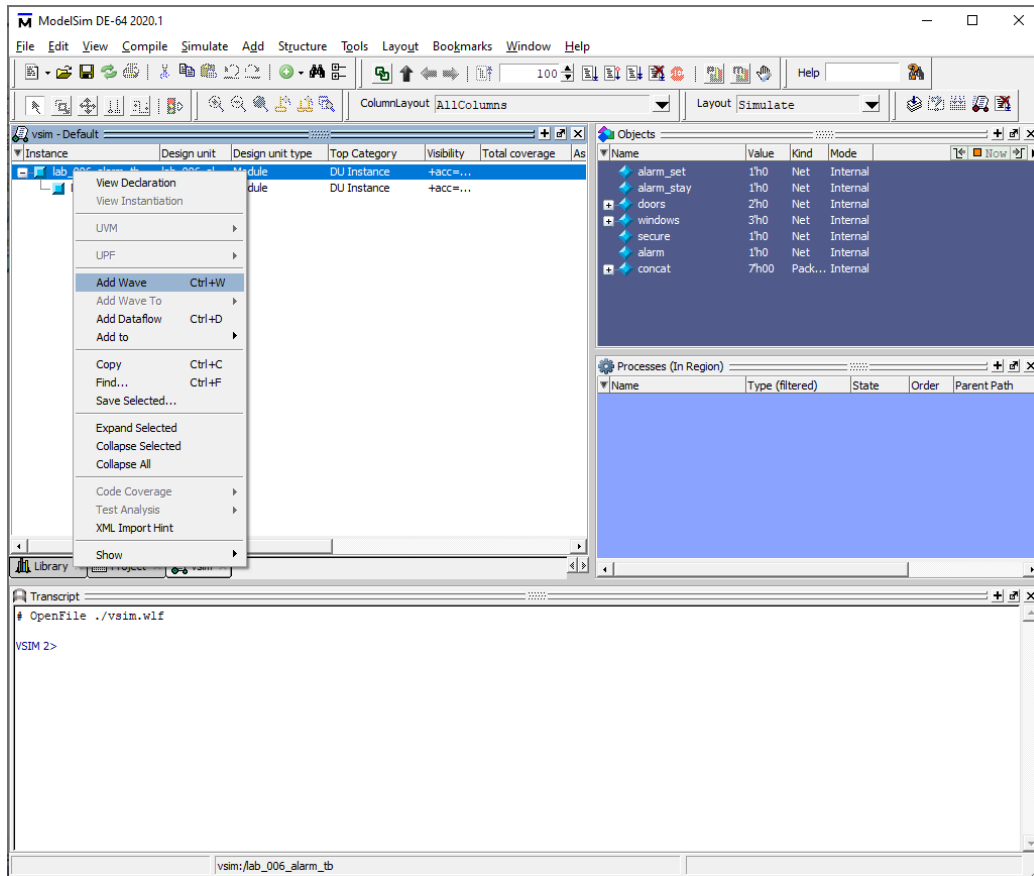 ModelSim DE-64 2020.1
File Edit View Compile Simulate Add Structure Tools Layout Bookmarks Window Help
100 Help
ColumnLayout AllColumns Layout Simulate
vsim - Default
Instance Design unit Design unit type Top Category Visibility Total coverage As
Module DU Instance +acc=...
dule DU Instance +acc=...
View Declaration
View Instantiation
UVM
UPF
Add Wave Ctrl+W
Add Wave To
Add Dataflow Ctrl+D
Add to
Copy Ctrl+C
Find... Ctrl+F
Save Selected...
Expand Selected
Collapse Selected
Collapse All
Code Coverage
Test Analysis
XML Import Hint
Show
Library Project vsim
Objects
Name Value Kind Mode Now
alarm_set 1'h0 Net Internal
alarm_stay 1'h0 Net Internal
doors 2'h0 Net Internal
windows 3'h0 Net Internal
secure 1'h0 Net Internal
alarm 1'h0 Net Internal
concat 7'h00 Pack... Internal
Processes (In Region)
Name Type (filtered) State Order Parent Path
Transcript
# OpenFile ./vsim.wlf
VSIM 2>
vsim:/lab_006_alarm_tb